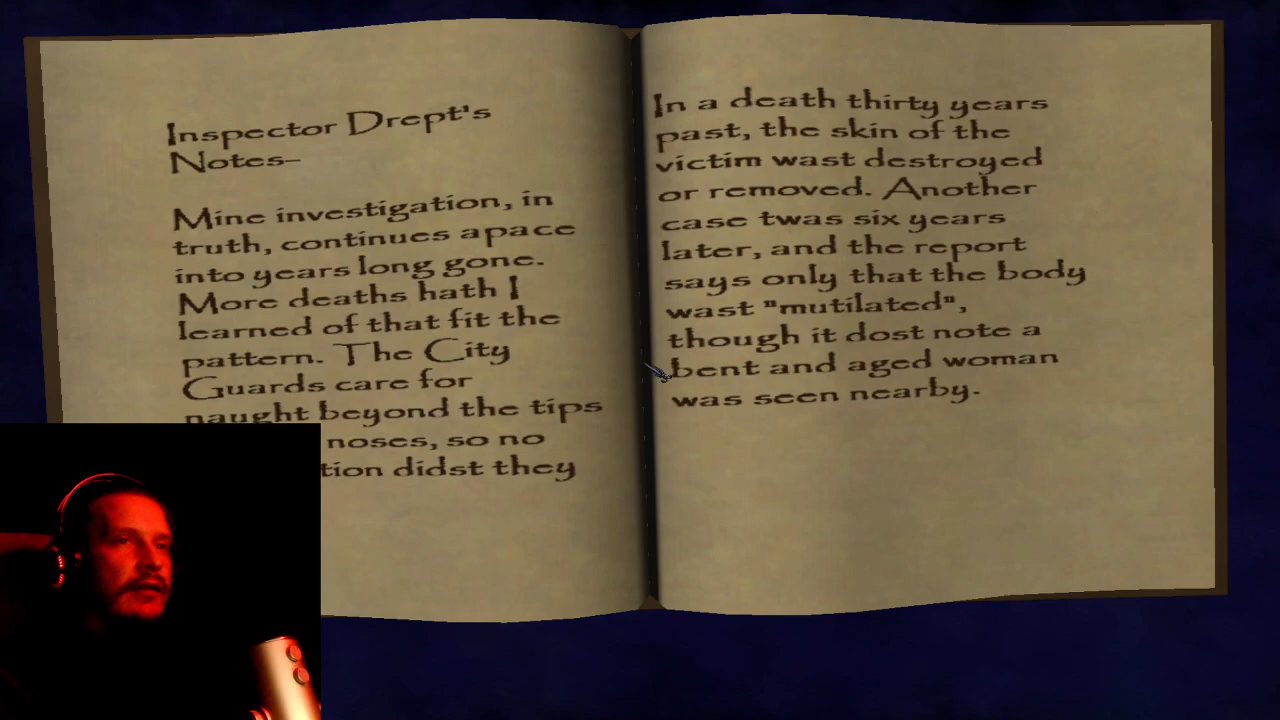 Inspector Drept's
Notes–
Mine investigation, in
truth, continues apace
into years long gone.
More deaths hath I
learned of that fit the
pattern. The City
Guards care for
naught beyond the tips
noses, so no
didst they
In a death thirty years
past, the skin of the
victim wast destroyed
or removed. Another
case twas six years
later, and the report
says only that the body
wast "mutilated",
though it dost note a
bent and aged woman
was seen nearby.